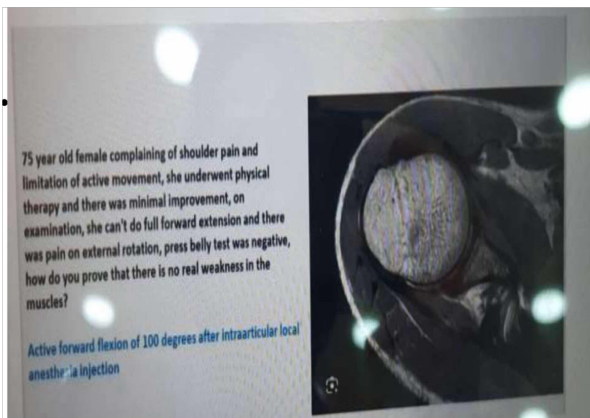 75 year old female complaining of shoulder pain and
limitation of active movement, she underwent physical
therapy and there was minimal improvement, on
examination, she can't do full forward extension and there
was pain on external rotation, press belly test was negative,
how do you prove that there is no real weakness in the
muscles?
Active forward flexion of 100 degrees after intraarticular local
anesthesia injection